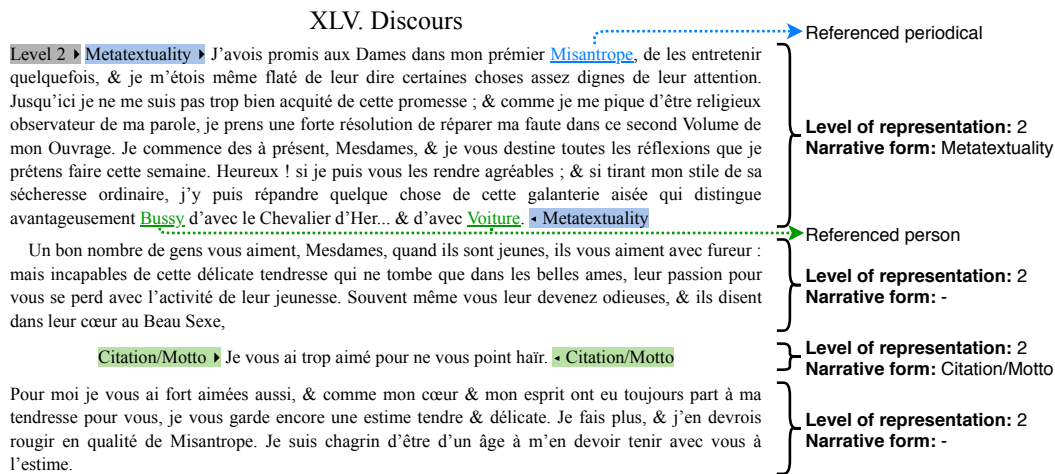 XLV. Discours
Level 2 ▸ Metatextuality ▸ J’avois promis aux Dames dans mon prémier Misantrope, de les entretenir
quelquefois, & je m’étois même flaté de leur dire certaines choses assez dignes de leur attention.
Jusqu’ici je ne me suis pas trop bien acquité de cette promesse ; & comme je me pique d’être religieux
observateur de ma parole, je prens une forte résolution de réparer ma faute dans ce second Volume de
mon Ouvrage. Je commence des à présent, Mesdames, & je vous destine toutes les réflexions que je
prétens faire cette semaine. Heureux ! si je puis vous les rendre agréables ; & si tirant mon stile de sa
sécheresse ordinaire, j’y puis répandre quelque chose de cette galanterie aisée qui distingue
avantageusement Bussy d’avec le Chevalier d’Her... & d’avec Voiture. ◂ Metatextuality
Un bon nombre de gens vous aiment, Mesdames, quand ils sont jeunes, ils vous aiment avec fureur :
mais incapables de cette délicate tendresse qui ne tombe que dans les belles ames, leur passion pour
vous se perd avec l’activité de leur jeunesse. Souvent même vous leur devenez odieuses, & ils disent
dans leur cœur au Beau Sexe,
Citation/Motto ▸ Je vous ai trop aimé pour ne vous point haïr. ◂ Citation/Motto
Pour moi je vous ai fort aimées aussi, & comme mon cœur & mon esprit ont eu toujours part à ma
tendresse pour vous, je vous garde encore une estime tendre & délicate. Je fais plus, & j’en devrois
rougir en qualité de Misantrope. Je suis chagrin d’être d’un âge à m’en devoir tenir avec vous à
l’estime.
Referenced periodical
Level of representation: 2
Narrative form: Metatextuality
Referenced person
Level of representation: 2
Narrative form: -
Level of representation: 2
Narrative form: Citation/Motto
Level of representation: 2
Narrative form: -